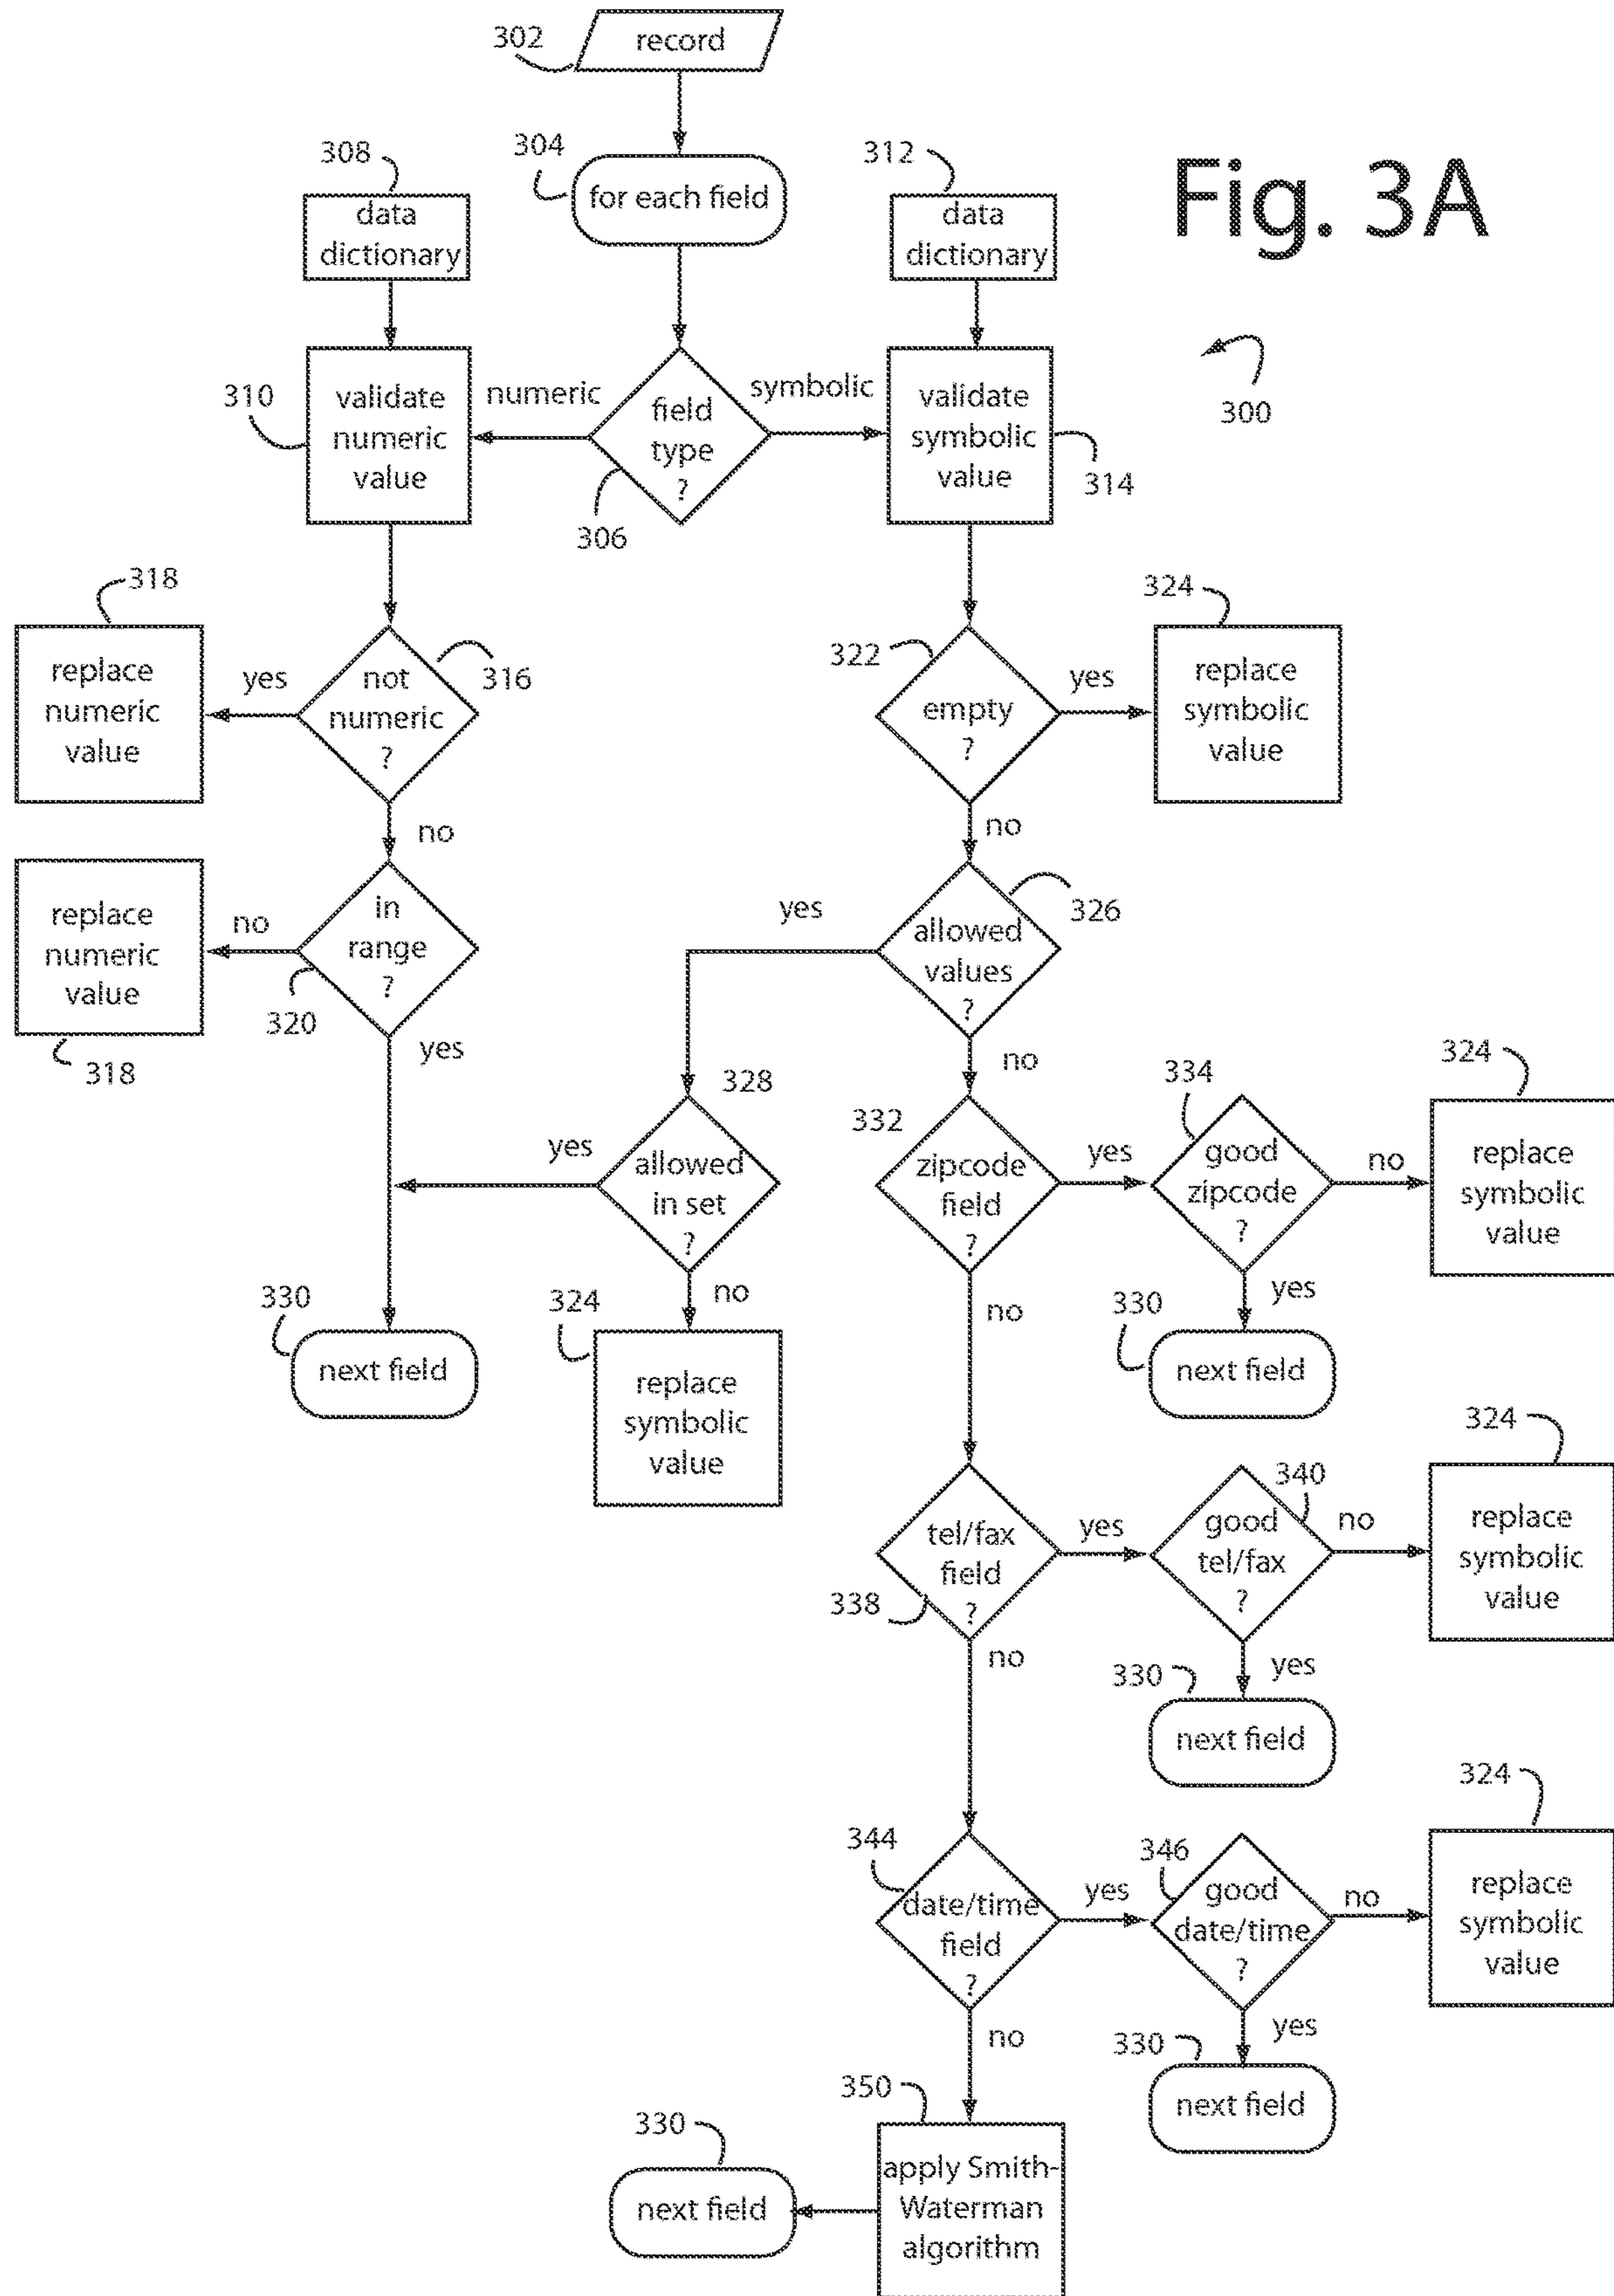 302
record
304
for each field
308
data
dictionary
312
data
dictionary
Fig. 3A
300
310
validate
numeric
value
numeric
field
type
?
306
symbolic
validate
symbolic
value
314
318
replace
numeric
value
yes
not
numeric
?
316
no
322
empty
?
yes
324
replace
symbolic
value
no
replace
numeric
value
318
no
in
range
?
320
yes
yes
allowed
values
?
326
no
328
allowed
in set
?
yes
no
332
zipcode
field
?
yes
334
good
zipcode
?
no
324
replace
symbolic
value
yes
330
next field
330
next field
324
replace
symbolic
value
no
338
tel/fax
field
?
yes
340
good
tel/fax
?
no
324
replace
symbolic
value
yes
330
next field
no
344
date/time
field
?
yes
346
good
date/time
?
no
324
replace
symbolic
value
yes
330
next field
no
350
apply Smith-
Waterman
algorithm
330
next field